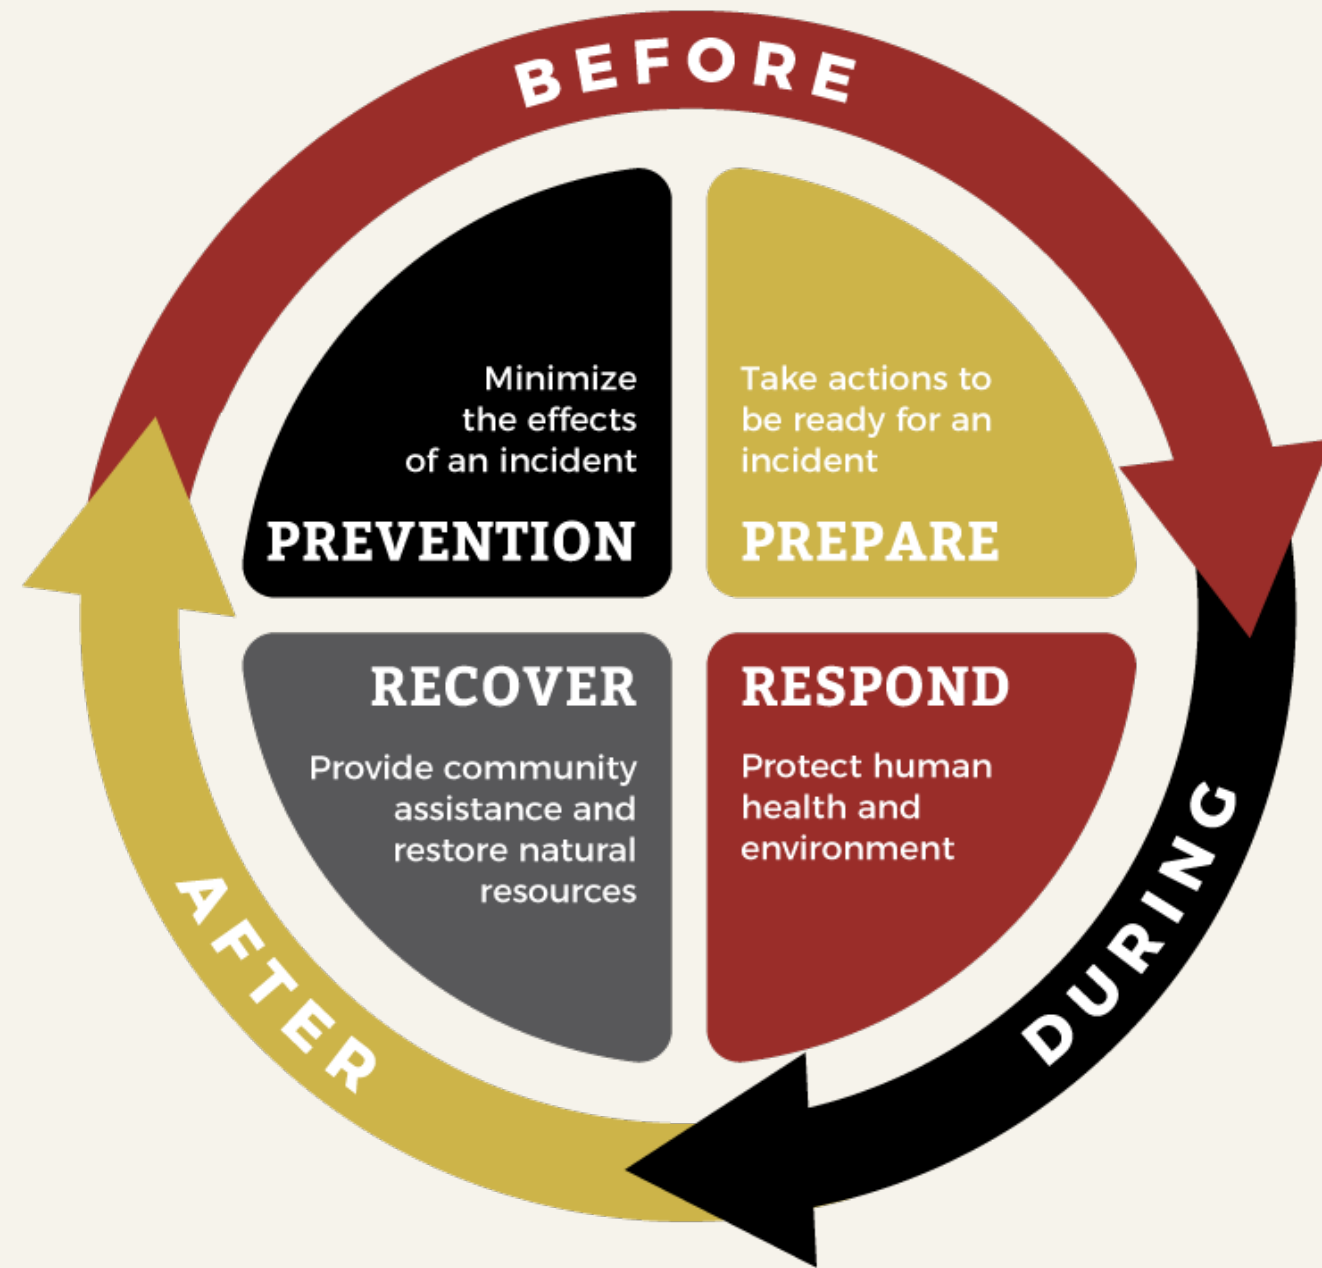 BEFORE
Minimize
the effects
of an incident
PREVENTION
Take actions to
be ready for an
incident
PREPARE
RECOVER
Provide community
assistance and
restore natural
resources
RESPOND
Protect human
health and
environment
DURING
AFTER